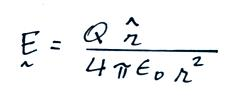 Ḛ = Q r̂ / 4πε₀ r²